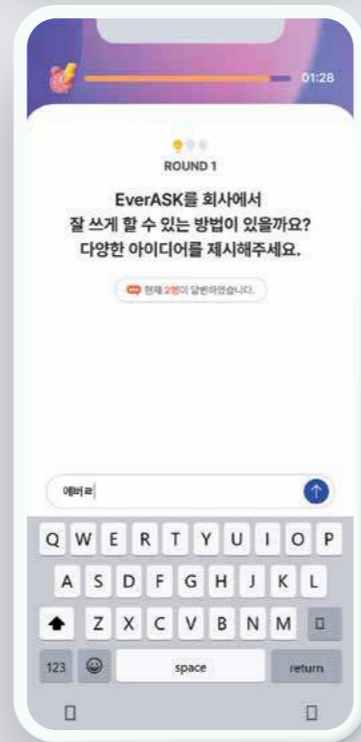 01:28
ROUND 1
EverASK를 회사에서
잘 쓰게 할 수 있는 방법이 있을까요?
다양한 아이디어를 제시해주세요.
현재 2명이 답변하였습니다.
에버ㄹ
Q W E R T Y U I O P
A S D F G H J K L
Z X C V B N M
123 space return